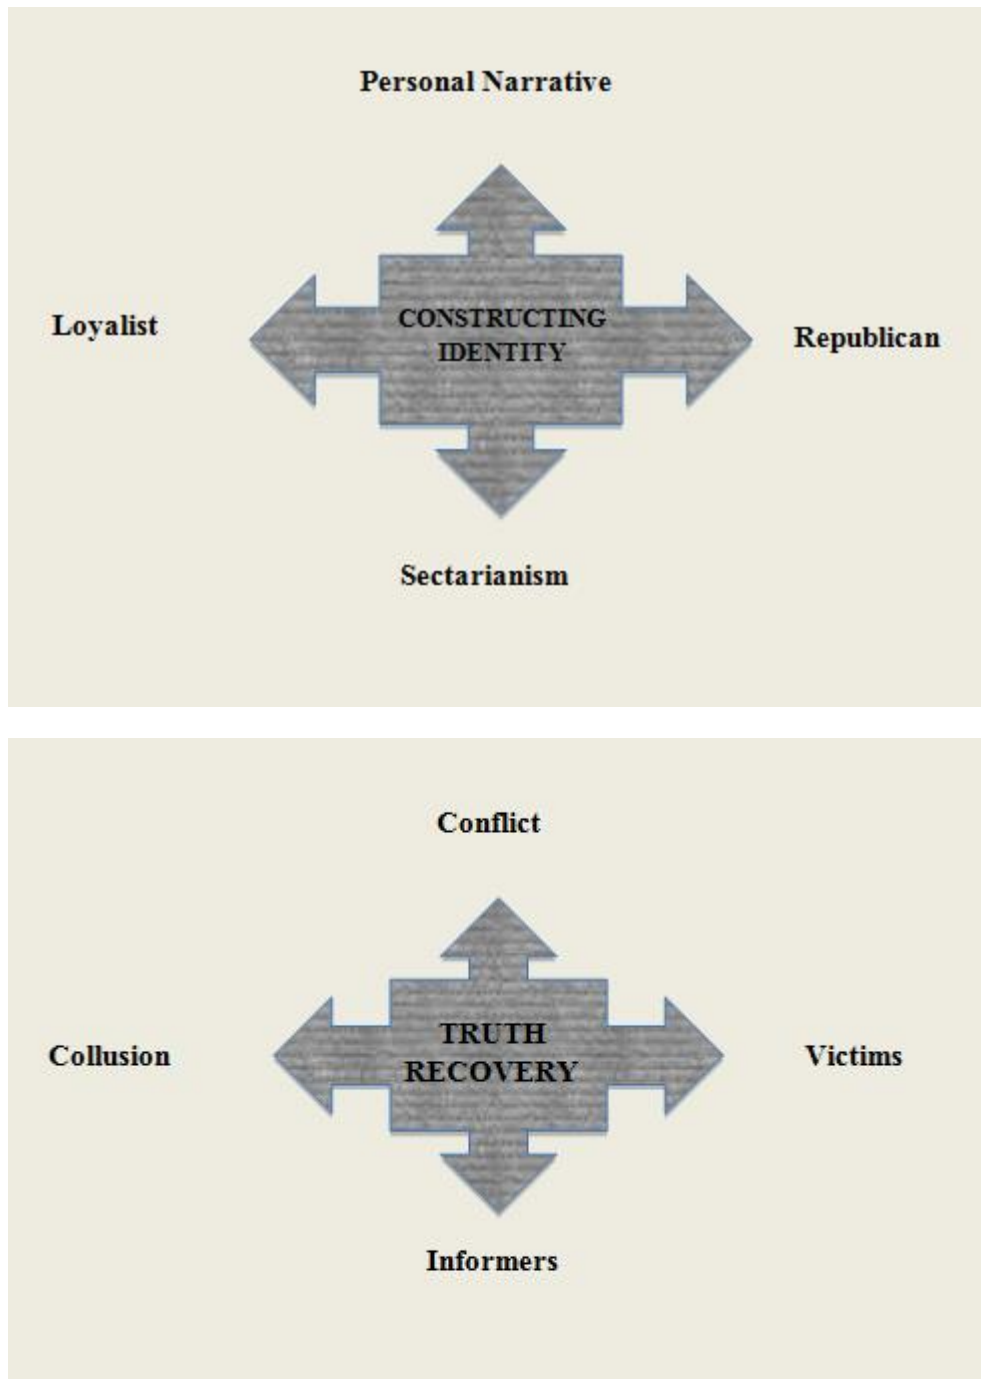 Personal Narrative
Loyalist
CONSTRUCTING
IDENTITY
Republican
Sectarianism
Conflict
Collusion
TRUTH
RECOVERY
Victims
Informers